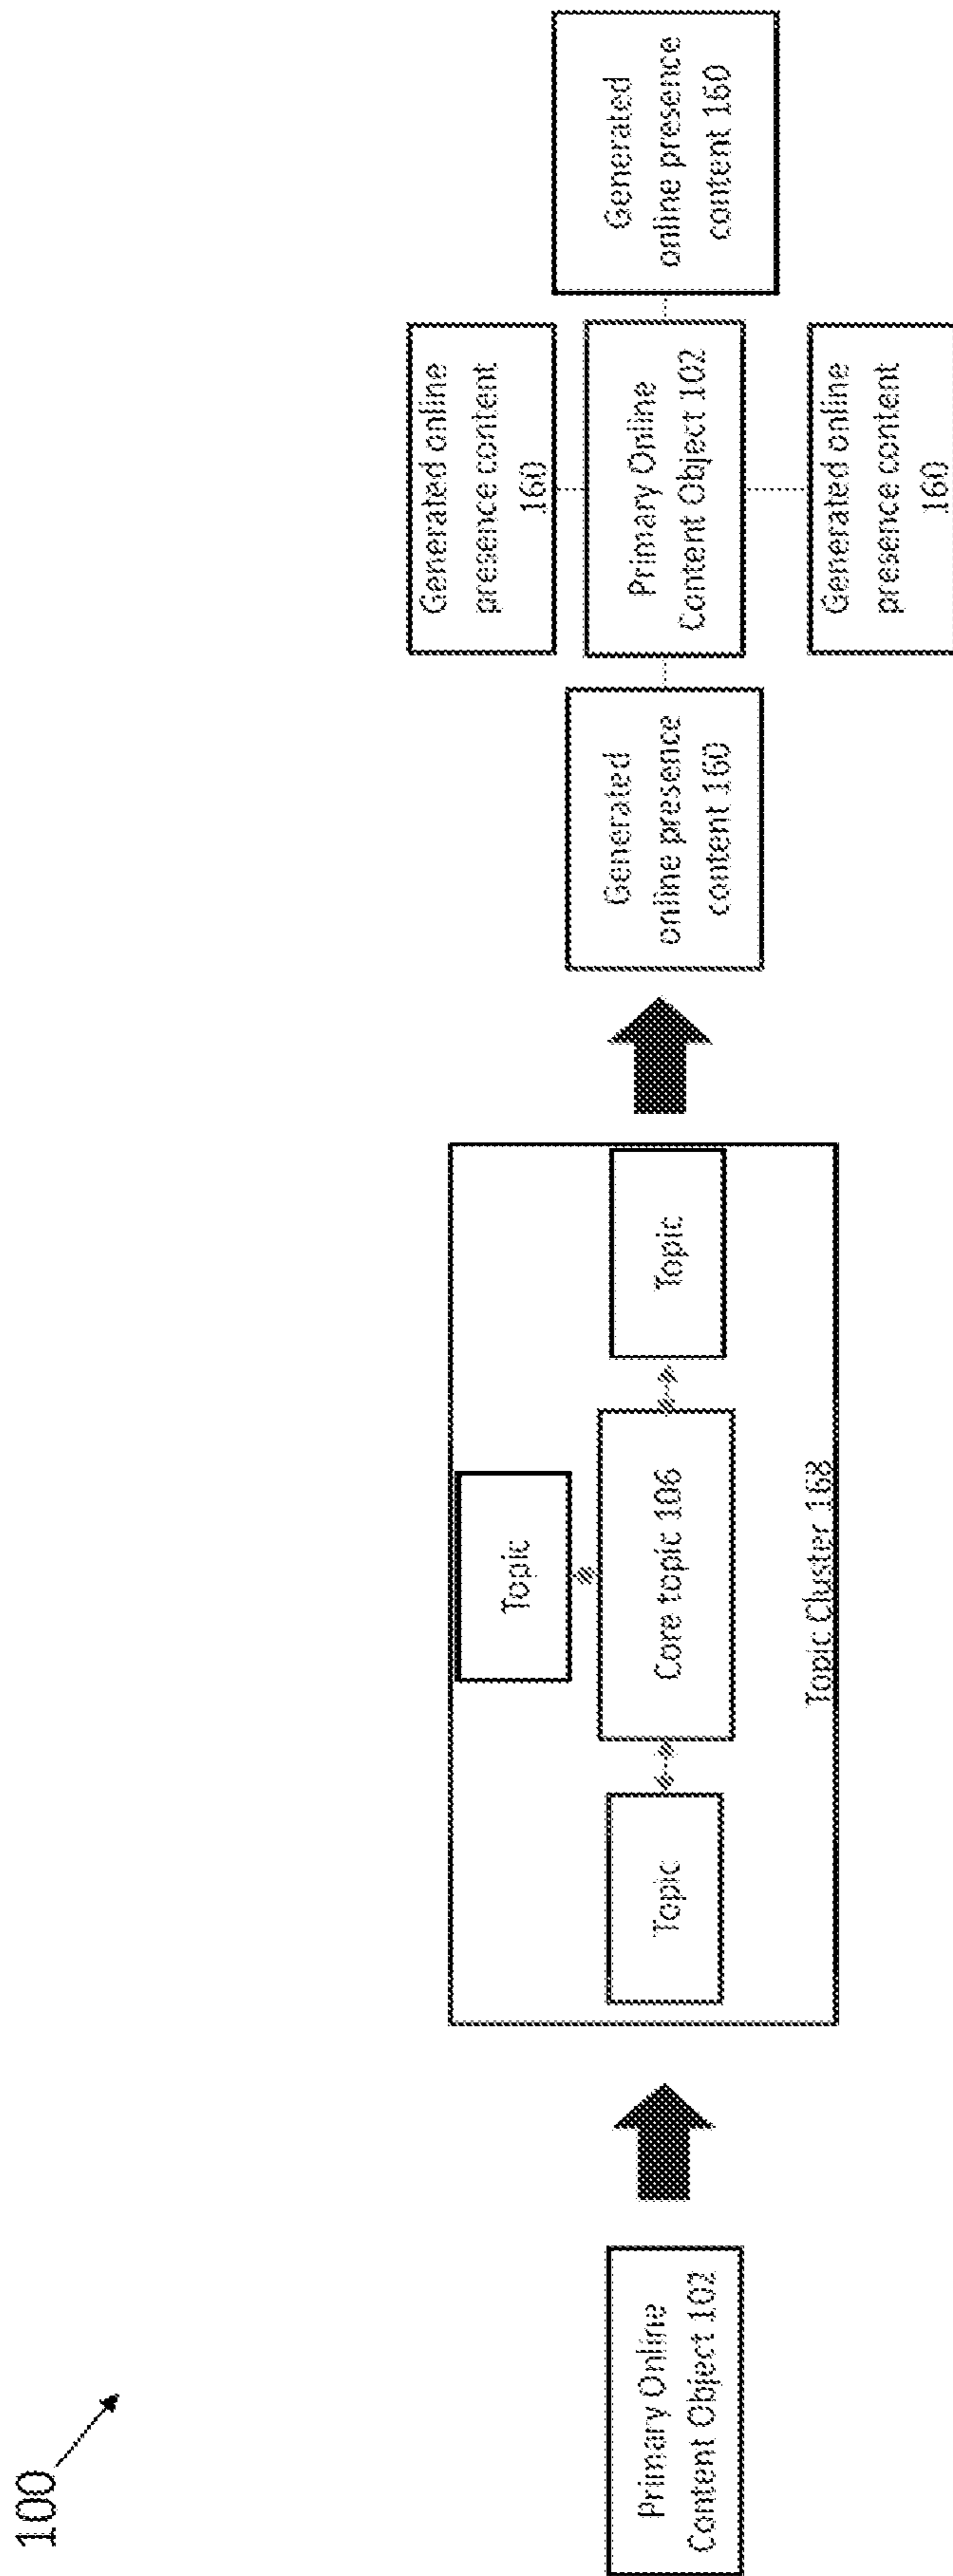 100
Primary Online
Content Object 102
Topic
Topic
Core topic 106
Topic
Topic Cluster 168
Generated
online presence
content 160
Generated online
presence content
160
Primary Online
Content Object 102
Generated online
presence content
160
Generated
online presence
content 160